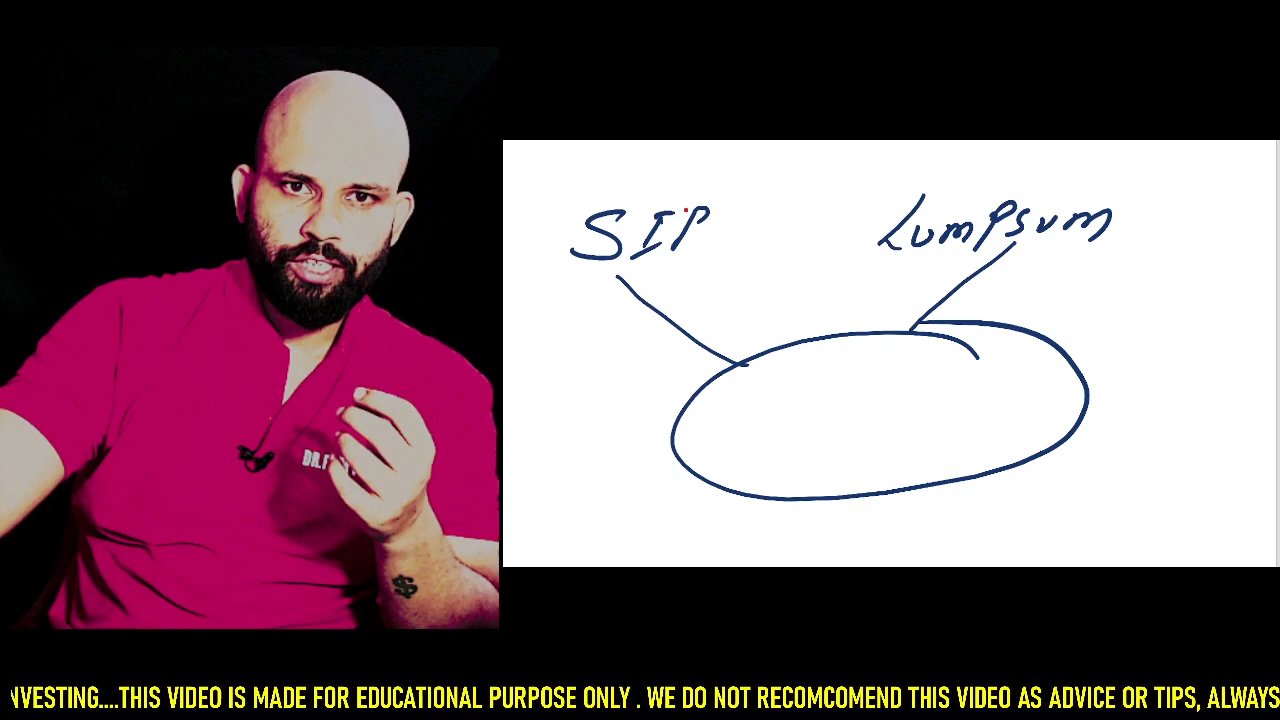 SIP
Lumpsum
DR.
NVESTING....THIS VIDEO IS MADE FOR EDUCATIONAL PURPOSE ONLY . WE DO NOT RECOMCOMEND THIS VIDEO AS ADVICE OR TIPS, ALWAYS